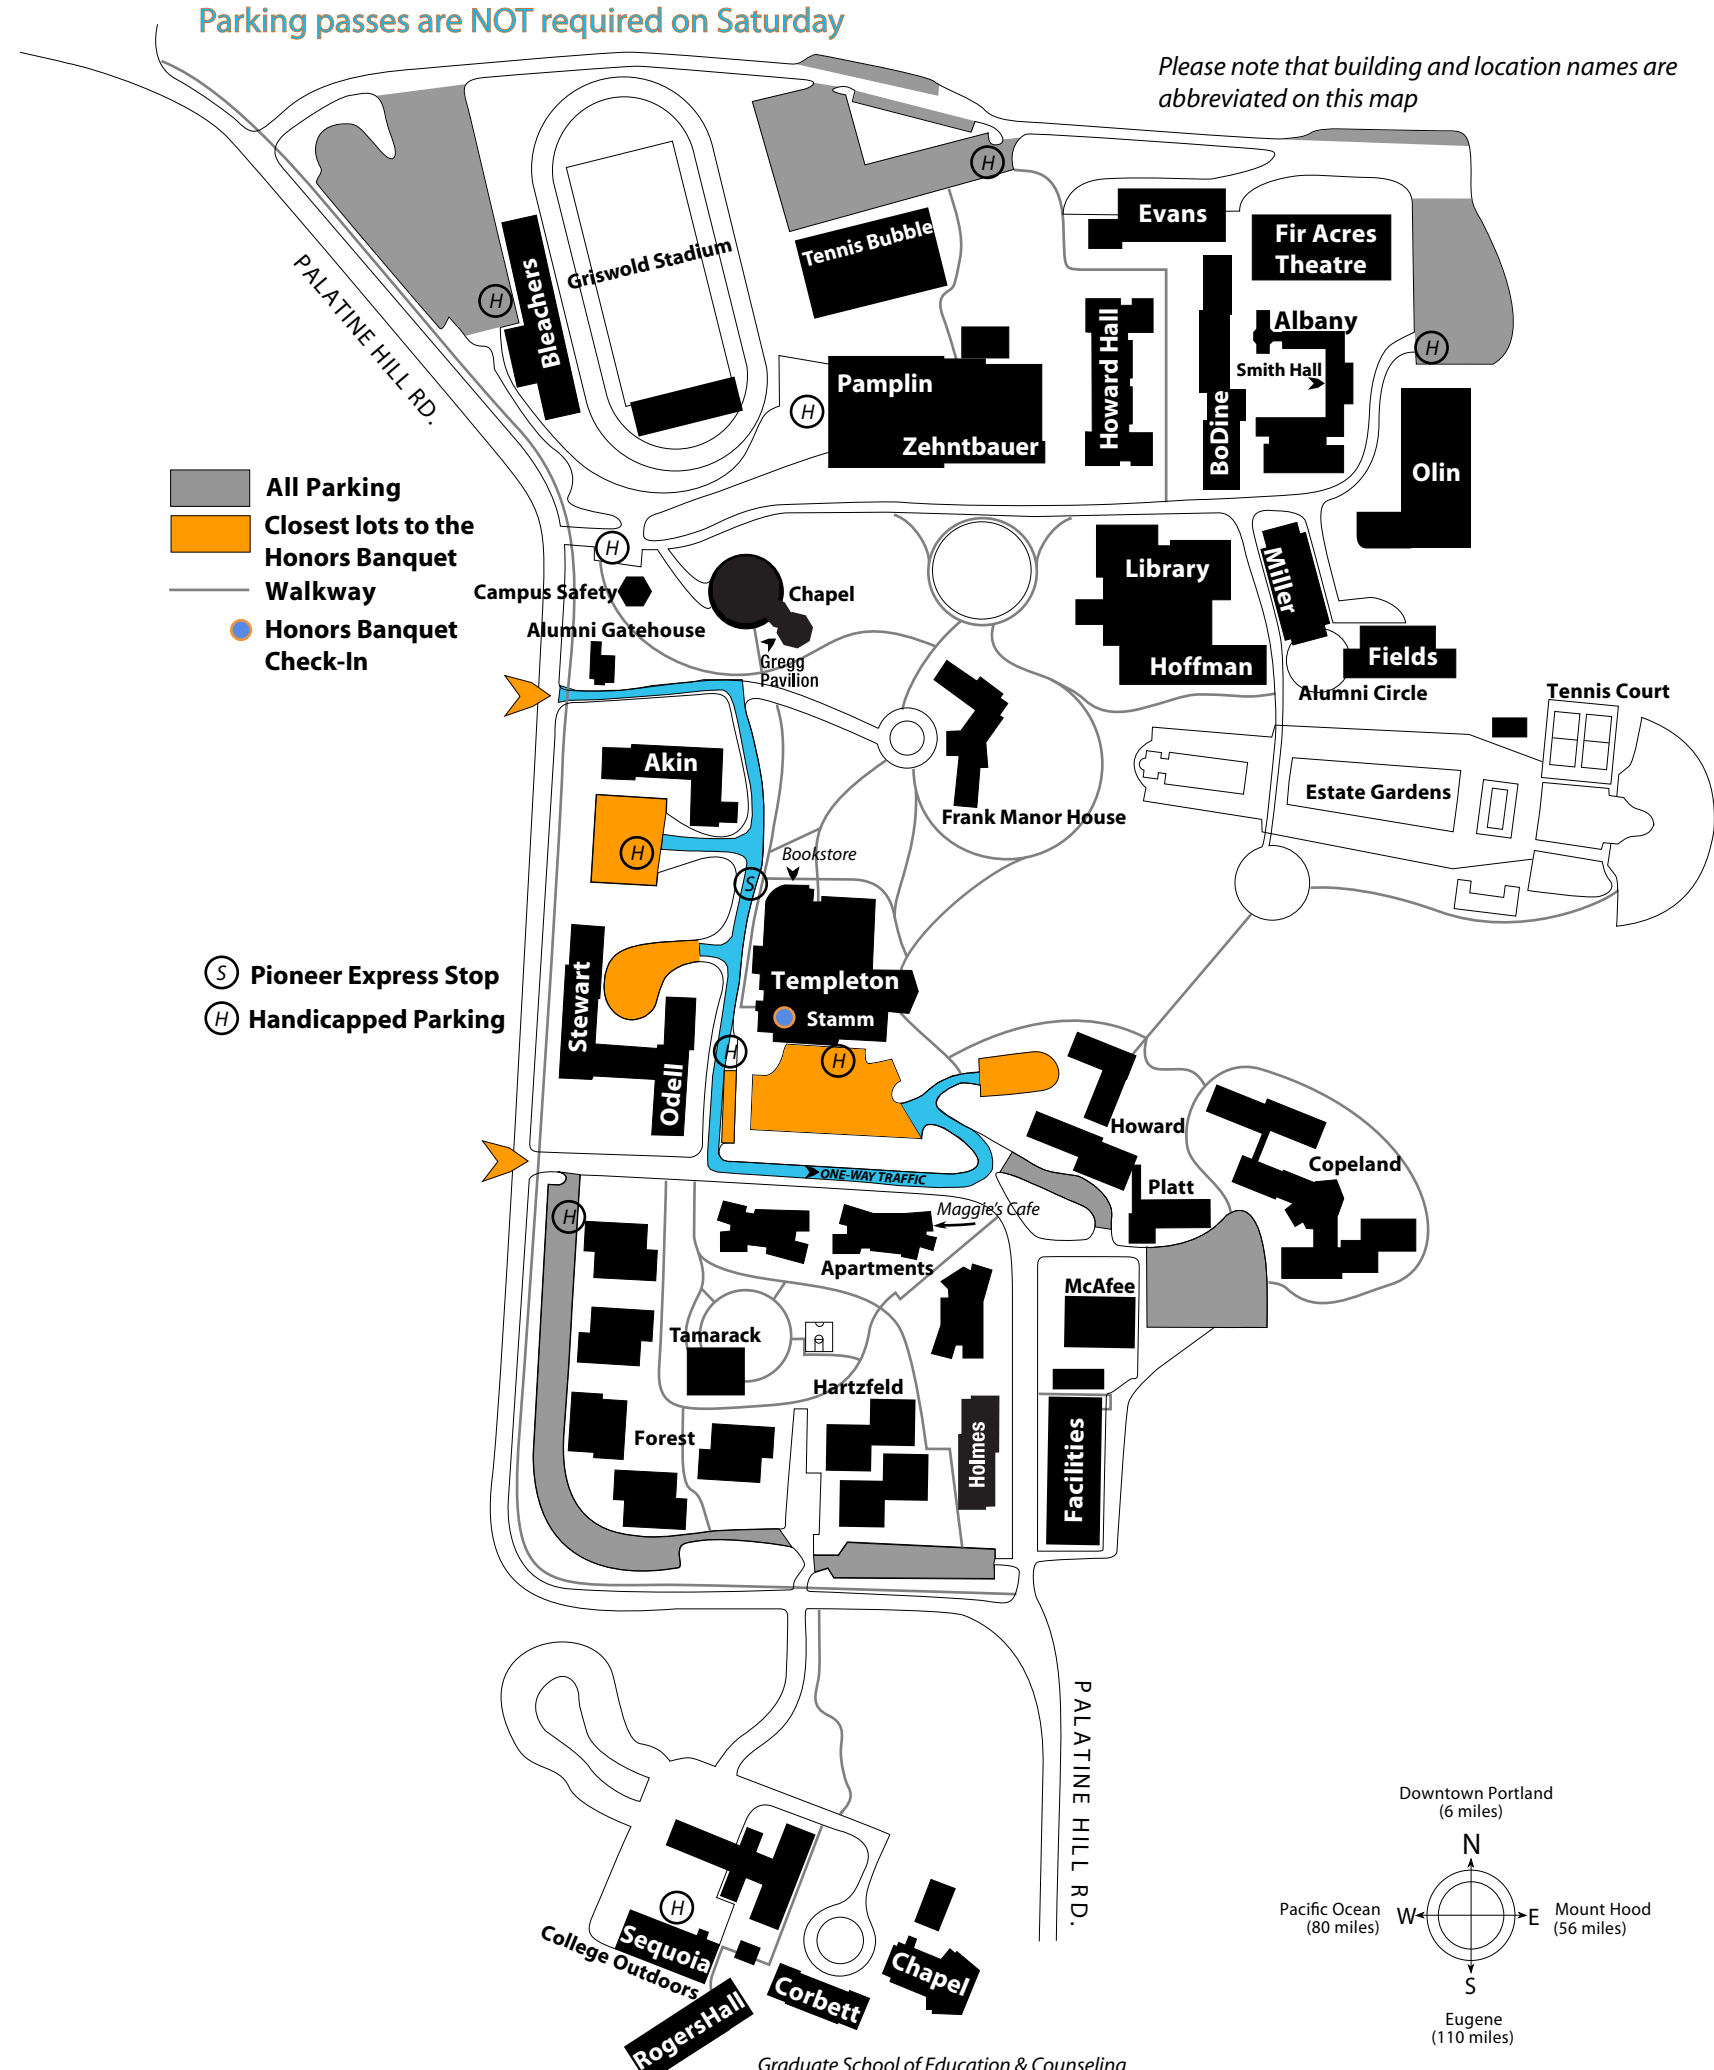 Parking passes are NOT required on Saturday
Please note that building and location names are
abbreviated on this map
H
Evans
Fir Acres
Theatre
Tennis Bubble
Griswold Stadium
Bleachers
H
PALATINE HILL RD.
Albany
Smith Hall
H
Howard Hall
BoDine
Pamplin
Zehntbauer
H
Olin
All Parking
Closest lots to the
Honors Banquet
Walkway
Honors Banquet
Check-In
H
Campus Safety
Chapel
Alumni Gatehouse
Gregg
Pavilion
Library
Hoffman
Miller
Fields
Alumni Circle
Tennis Court
Akin
Estate Gardens
Frank Manor House
H
Bookstore
S
S Pioneer Express Stop
H Handicapped Parking
Stewart
Templeton
Stamm
H
H
Odell
Howard
Copeland
Platt
ONE-WAY TRAFFIC
H
Maggie's Cafe
Apartments
McAfee
Tamarack
Hartzfeld
Forest
Holmes
Facilities
PALATINE HILL RD.
Downtown Portland
(6 miles)
N
Pacific Ocean
(80 miles)
W
E
Mount Hood
(56 miles)
S
Eugene
(110 miles)
H
Sequoia
College Outdoors
RogersHall
Corbett
Chapel
Graduate School of Education & Counseling